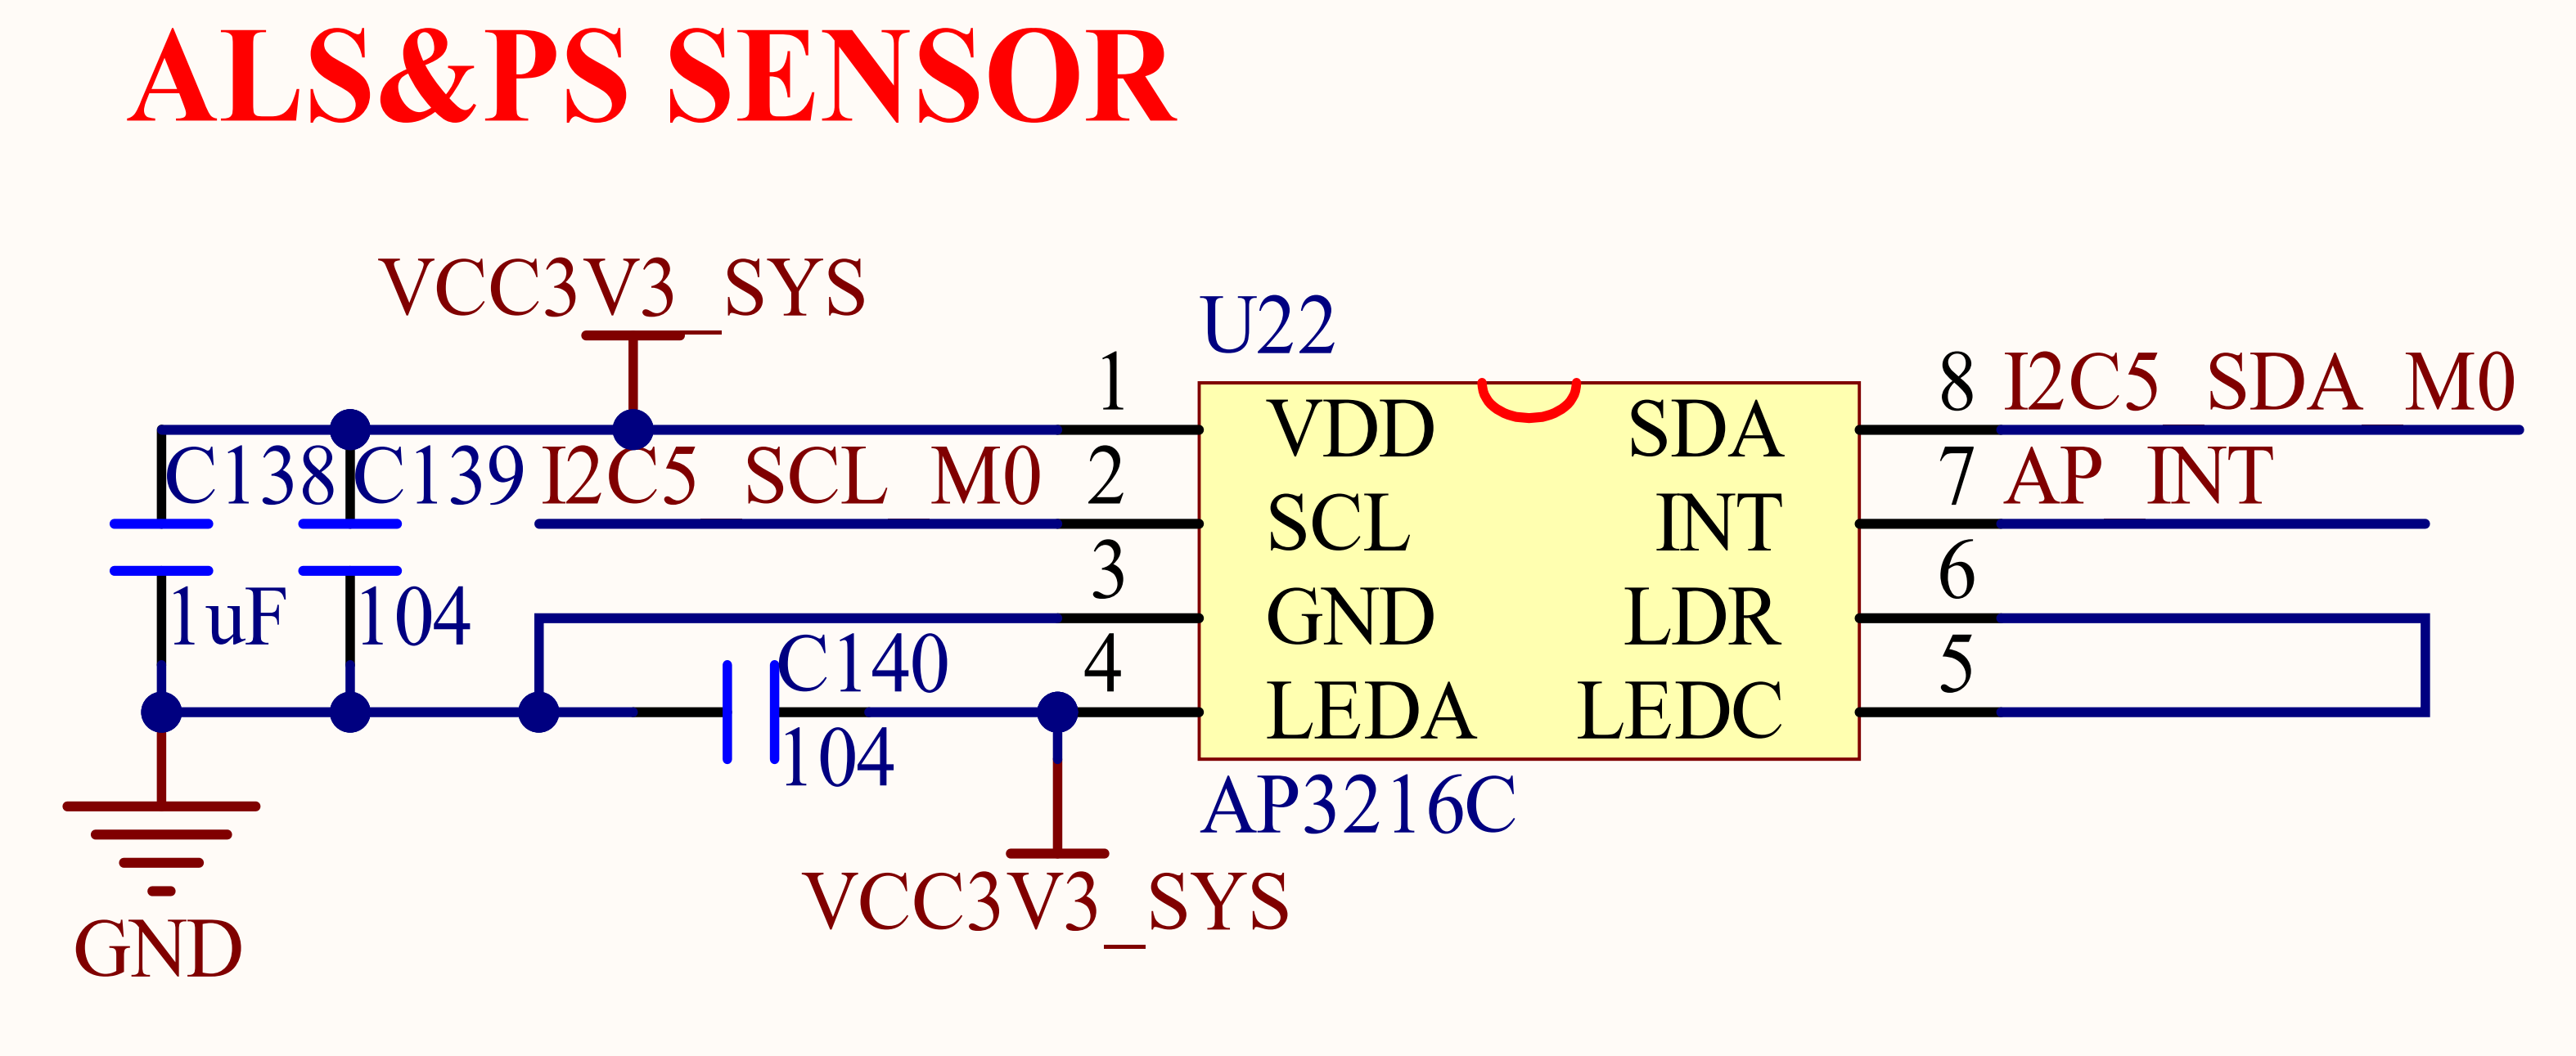 ALS&PS SENSOR
VCC3V3_SYS
U22
1
8
I2C5_SDA_M0
VDD
SDA
C138
C139
I2C5_SCL_M0
2
7
AP_INT
SCL
INT
3
6
1uF
104
GND
LDR
C140
4
5
LEDA
LEDC
104
AP3216C
VCC3V3_SYS
GND